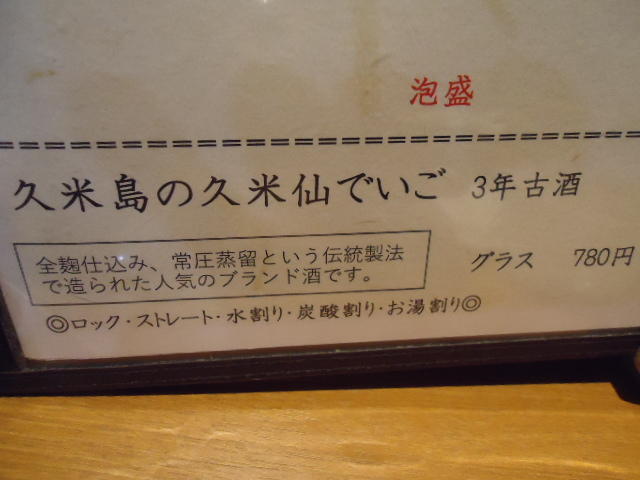 泡盛
久米島の久米仙でいご 3年古酒
全麹仕込み、常圧蒸留という伝統製法
で造られた人気のブランド酒です。
グラス 780円
◎ロック・ストレート・水割り・炭酸割り・お湯割り◎